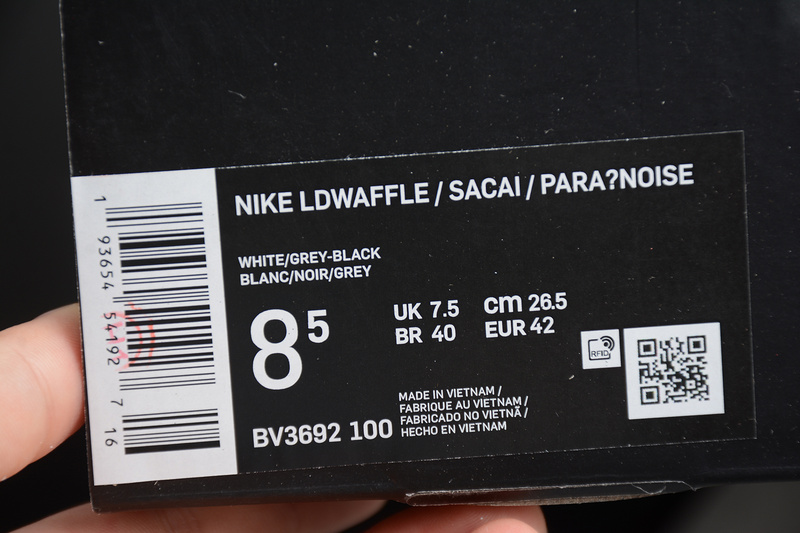 NIKE LDWAFFLE / SACAI / PARA?NOISE
WHITE/GREY-BLACK
BLANC/NOIR/GREY
8⁵
UK 7.5 cm 26.5
BR 40 EUR 42
RFID
BV3692 100
MADE IN VIETNAM /
FABRIQUE AU VIETNAM /
FABRICADO NO VIETNÃ /
HECHO EN VIETNAM
1 93654 54192 7 16